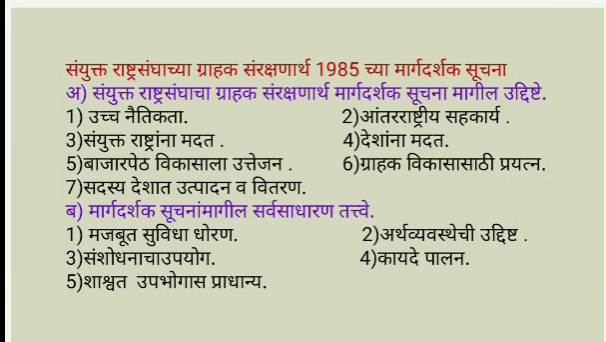 संयुक्त राष्ट्रसंघाच्या ग्राहक संरक्षणार्थ 1985 च्या मार्गदर्शक सूचना
अ) संयुक्त राष्ट्रसंघाचा ग्राहक संरक्षणार्थ मार्गदर्शक सूचना मागील उद्दिष्टे.
1) उच्च नैतिकता. 2)आंतरराष्ट्रीय सहकार्य .
3)संयुक्त राष्ट्रांना मदत . 4)देशांना मदत.
5)बाजारपेठ विकासाला उत्तेजन . 6)ग्राहक विकासासाठी प्रयत्न.
7)सदस्य देशात उत्पादन व वितरण.
ब) मार्गदर्शक सूचनांमागील सर्वसाधारण तत्त्वे.
1) मजबूत सुविधा धोरण. 2)अर्थव्यवस्थेची उद्दिष्ट .
3)संशोधनाचाउपयोग. 4)कायदे पालन.
5)शाश्वत उपभोगास प्राधान्य.